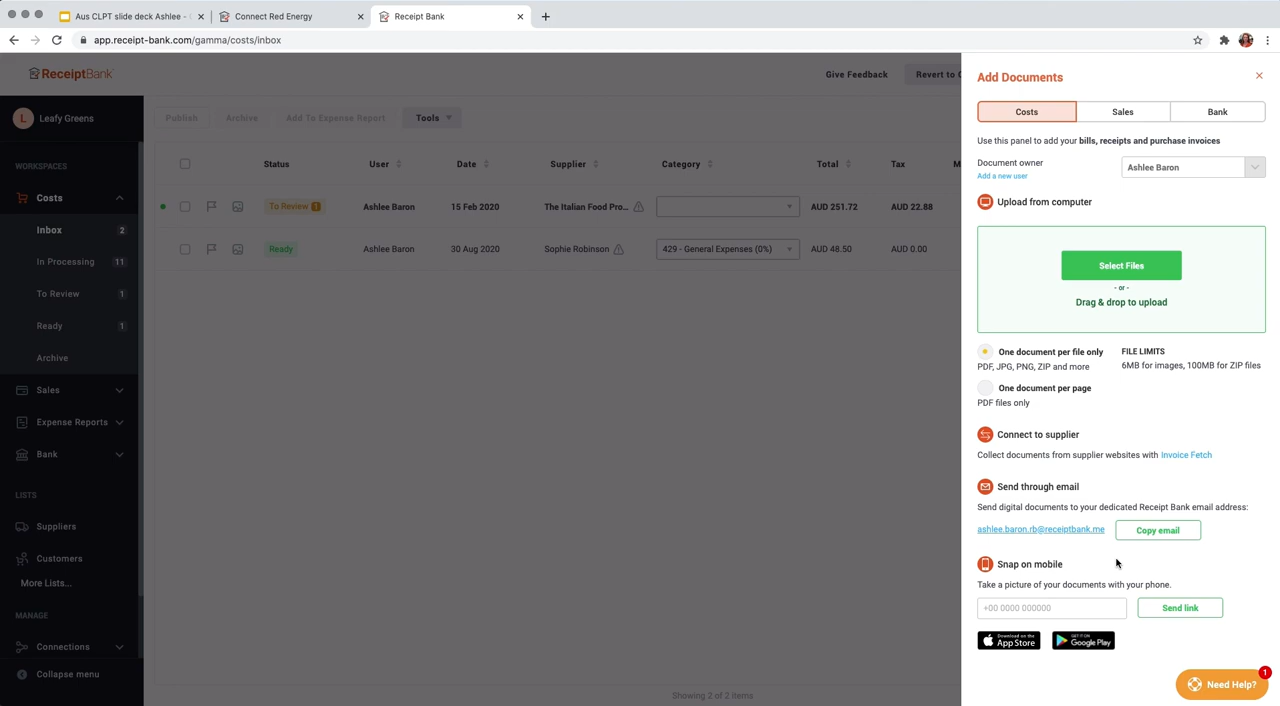 Aus CLPT slide deck Ashlee -
Connect Red Energy
Receipt Bank
app.receipt-bank.com/gamma/costs/inbox
ReceiptBank
Give Feedback
Revert to
L Leafy Greens
WORKSPACES
Costs
Inbox 2
In Processing 11
To Review 1
Ready 1
Archive
Sales
Expense Reports
Bank
LISTS
Suppliers
Customers
More Lists...
MANAGE
Connections
Collapse menu
Publish Archive Add To Expense Report Tools
Status User Date Supplier Category Total Tax
To Review ! Ashlee Baron 15 Feb 2020 The Italian Food Pro... AUD 251.72 AUD 22.88
Ready Ashlee Baron 30 Aug 2020 Sophie Robinson 429 - General Expenses (0%) AUD 48.50 AUD 0.00
Showing 2 of 2 items
Add Documents
Costs Sales Bank
Use this panel to add your bills, receipts and purchase invoices
Document owner
Add a new user
Ashlee Baron
Upload from computer
Select Files
- or -
Drag & drop to upload
One document per file only
PDF, JPG, PNG, ZIP and more
FILE LIMITS
6MB for images, 100MB for ZIP files
One document per page
PDF files only
Connect to supplier
Collect documents from supplier websites with Invoice Fetch
Send through email
Send digital documents to your dedicated Receipt Bank email address:
ashlee.baron.rb@receiptbank.me Copy email
Snap on mobile
Take a picture of your documents with your phone.
+00 0000 000000 Send link
Download on the App Store
GET IT ON Google Play
Need Help? 1